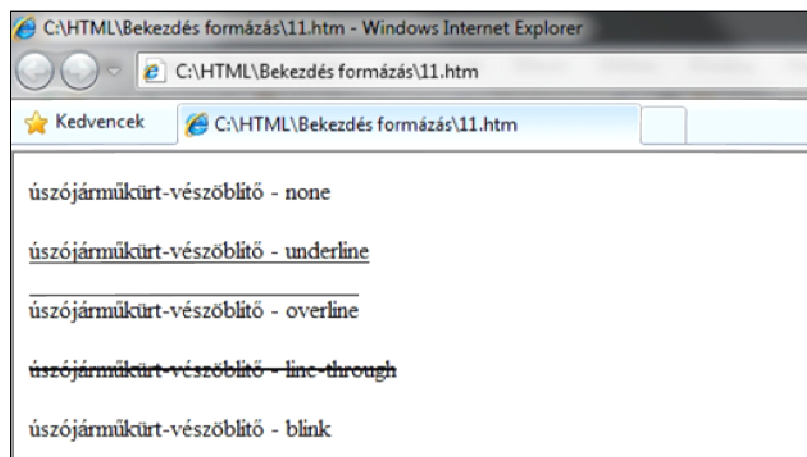 C:\HTML\Bekezdés formázás\11.htm - Windows Internet Explorer
C:\HTML\Bekezdés formázás\11.htm
Kedvencek C:\HTML\Bekezdés formázás\11.htm
úszójárműkürt-vészöblítő - none
úszójárműkürt-vészöblítő - underline
úszójárműkürt-vészöblítő - overline
úszójárműkürt-vészöblítő - line-through
úszójárműkürt-vészöblítő - blink